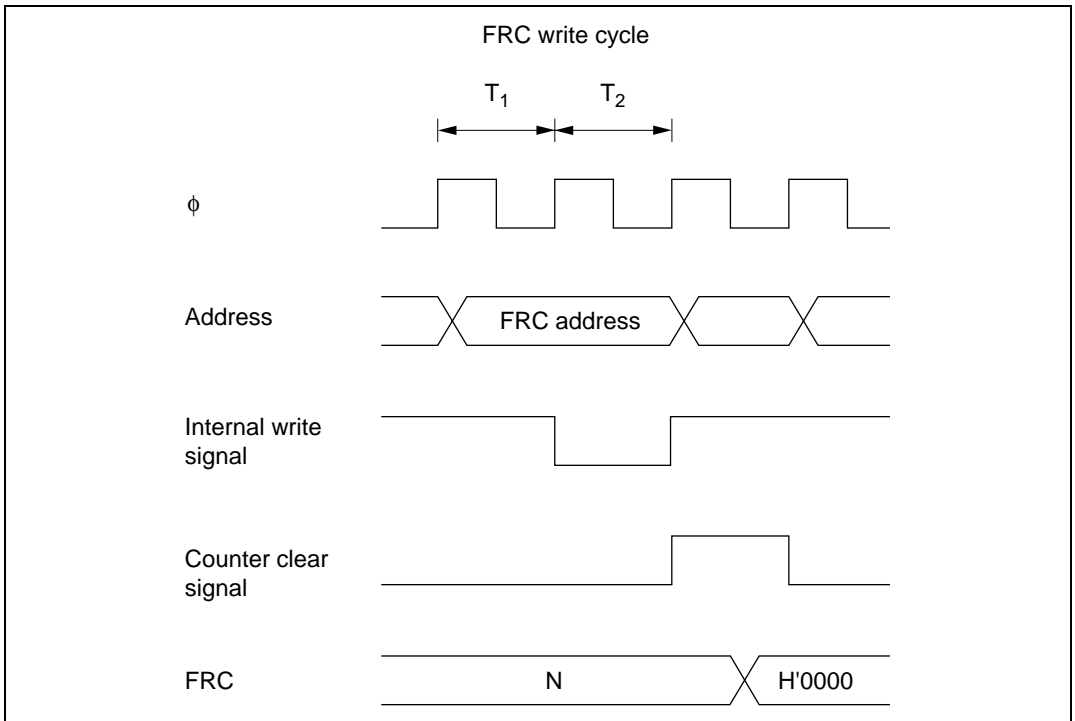 FRC write cycle
T1 T2
ϕ
Address
FRC address
Internal write
signal
Counter clear
signal
FRC
N
H'0000